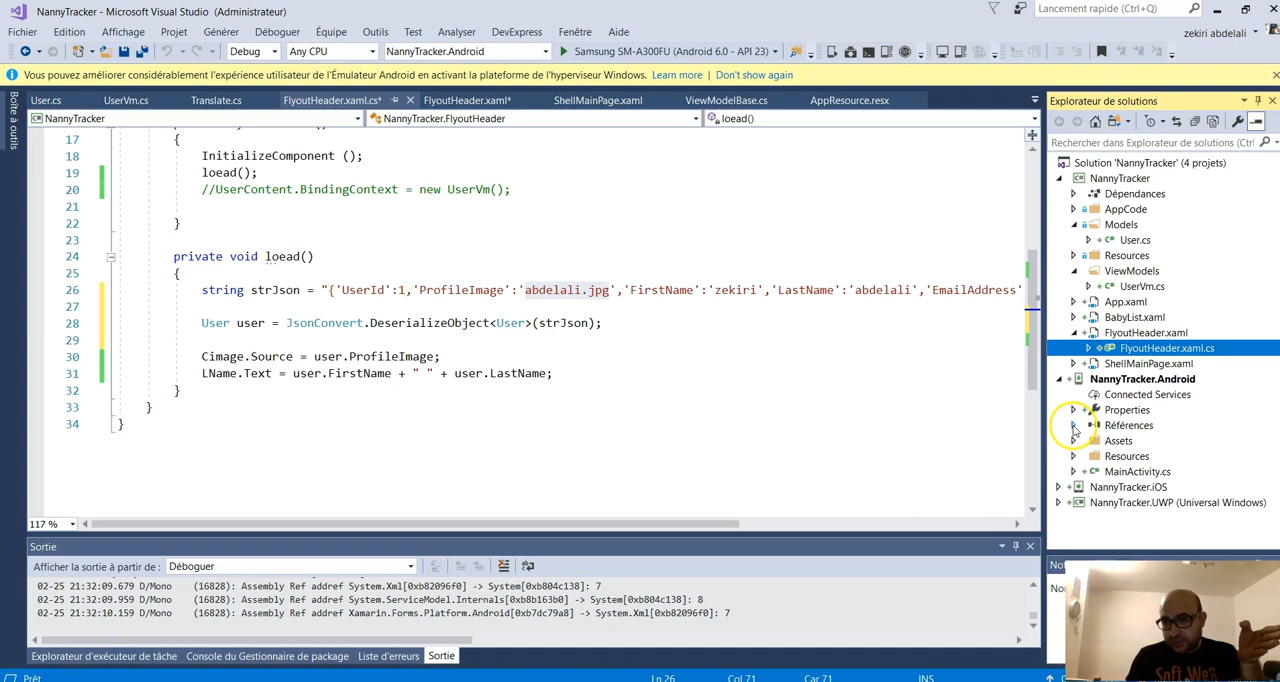 NannyTracker - Microsoft Visual Studio (Administrateur)
Lancement rapide (Ctrl+Q)
Fichier Edition Affichage Projet Générer Déboguer Équipe Outils Test Analyser DevExpress Fenêtre Aide
zekiri abdelali
Debug Any CPU NannyTracker.Android Samsung SM-A300FU (Android 6.0 - API 23)
Vous pouvez améliorer considérablement l'expérience utilisateur de l'Émulateur Android en activant la plateforme de l'hyperviseur Windows. Learn more | Don't show again
Boîte à outils
User.cs UserVm.cs Translate.cs FlyoutHeader.xaml.cs* FlyoutHeader.xaml* ShellMainPage.xaml ViewModelBase.cs AppResource.resx
NannyTracker NannyTracker.FlyoutHeader loead()
17 {
18 InitializeComponent ();
19 loead();
20 //UserContent.BindingContext = new UserVm();
21
22 }
23
24 private void loead()
25 {
26 string strJson = "{'UserId':1,'ProfileImage':'abdelali.jpg','FirstName':'zekiri','LastName':'abdelali','EmailAddress'
27
28 User user = JsonConvert.DeserializeObject<User>(strJson);
29
30 Cimage.Source = user.ProfileImage;
31 LName.Text = user.FirstName + " " + user.LastName;
32 }
33 }
34 }
117 %
Sortie
Afficher la sortie à partir de : Déboguer
02-25 21:32:09.679 D/Mono (16828): Assembly Ref addref System.Xml[0xb82096f0] -> System[0xb804c138]: 7
02-25 21:32:09.999 D/Mono (16828): Assembly Ref addref System.ServiceModel.Internals[0xb8b163b0] -> System[0xb804c138]: 8
02-25 21:32:10.159 D/Mono (16828): Assembly Ref addref Xamarin.Forms.Platform.Android[0xb7dc79a8] -> System.Xml[0xb82096f0]: 7
Explorateur d'exécuteur de tâche Console du Gestionnaire de package Liste d'erreurs Sortie
Prêt Ln 26 Col 71 Car 71 INS
Explorateur de solutions
Rechercher dans Explorateur de solutions (Ctrl
Solution 'NannyTracker' (4 projets)
NannyTracker
Dépendances
AppCode
Models
User.cs
Resources
ViewModels
UserVm.cs
App.xaml
BabyList.xaml
FlyoutHeader.xaml
FlyoutHeader.xaml.cs
ShellMainPage.xaml
NannyTracker.Android
Connected Services
Properties
Références
Assets
Resources
MainActivity.cs
NannyTracker.iOS
NannyTracker.UWP (Universal Windows)